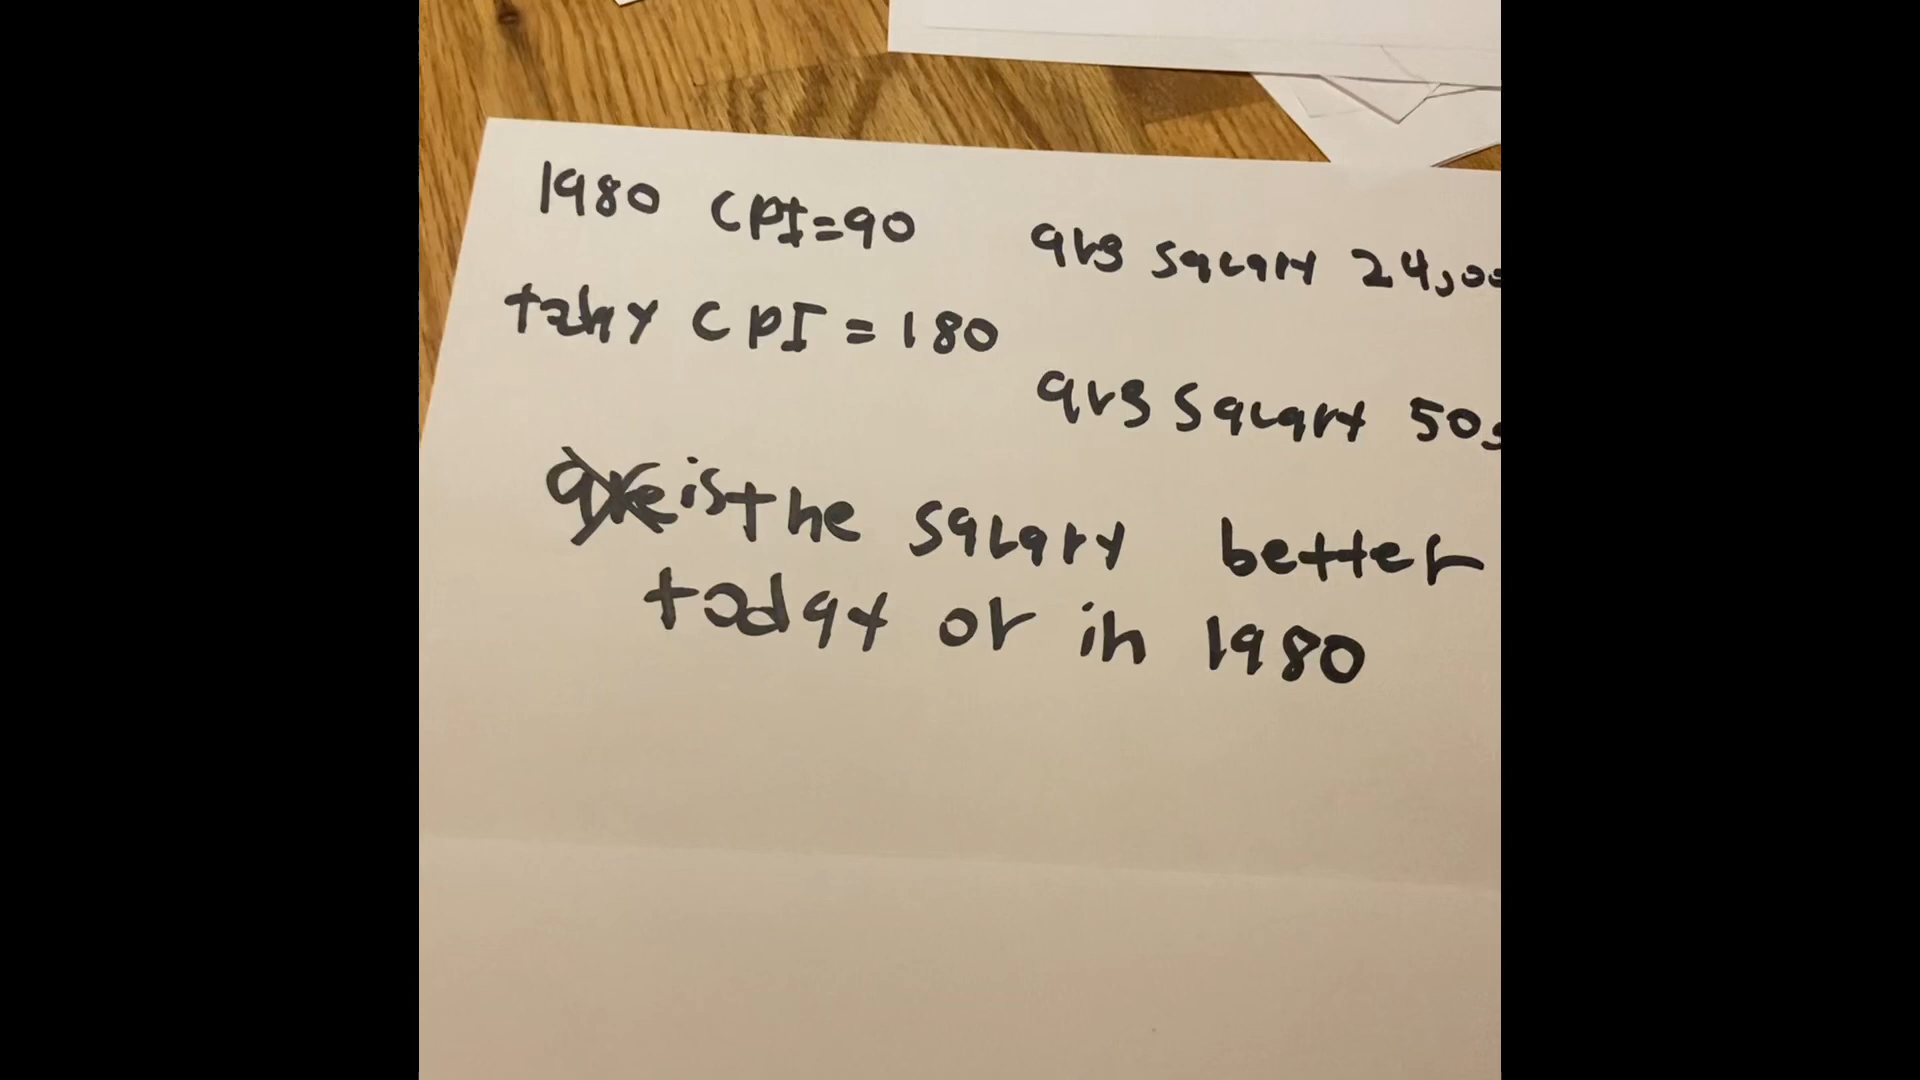 1980 CPI=90 avg salary 24,00
today CPI = 180
avg salary 50,
is the salary better
today or in 1980